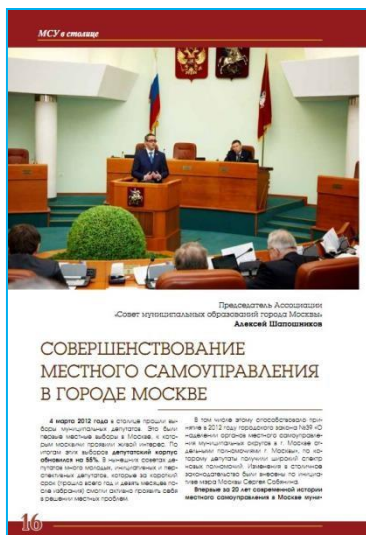 МСУ в столице
Председатель Ассоциации
«Совет муниципальных образований города Москвы»
Алексей Шапошников
СОВЕРШЕНСТВОВАНИЕ
МЕСТНОГО САМОУПРАВЛЕНИЯ
В ГОРОДЕ МОСКВЕ
4 марта 2012 года в столице прошли вы-
боры муниципальных депутатов. Это были
первые местные выборы в Москве, к кото-
рым москвичи проявили живой интерес. По
итогам этих выборов депутатский корпус
обновился на 55%. В нынешних советах де-
путатов много молодых, инициативных и пер-
спективных депутатов, которые за короткий
срок (прошло всего год и девять месяцев по-
сле избрания) смогли активно проявить себя
в решении местных проблем.
В том числе этому способствовало при-
нятие в 2012 году городского закона №39 «О
наделении органов местного самоуправле-
ния муниципальных округов в г. Москве от-
дельными полномочиями г. Москвы», по ко-
торому депутаты получили широкий спектр
новых полномочий. Изменения в столичное
законодательство были внесены по инициа-
тиве мэра Москвы Сергея Собянина.
Впервые за 20 лет современной истории
местного самоуправления в Москве муни-
16